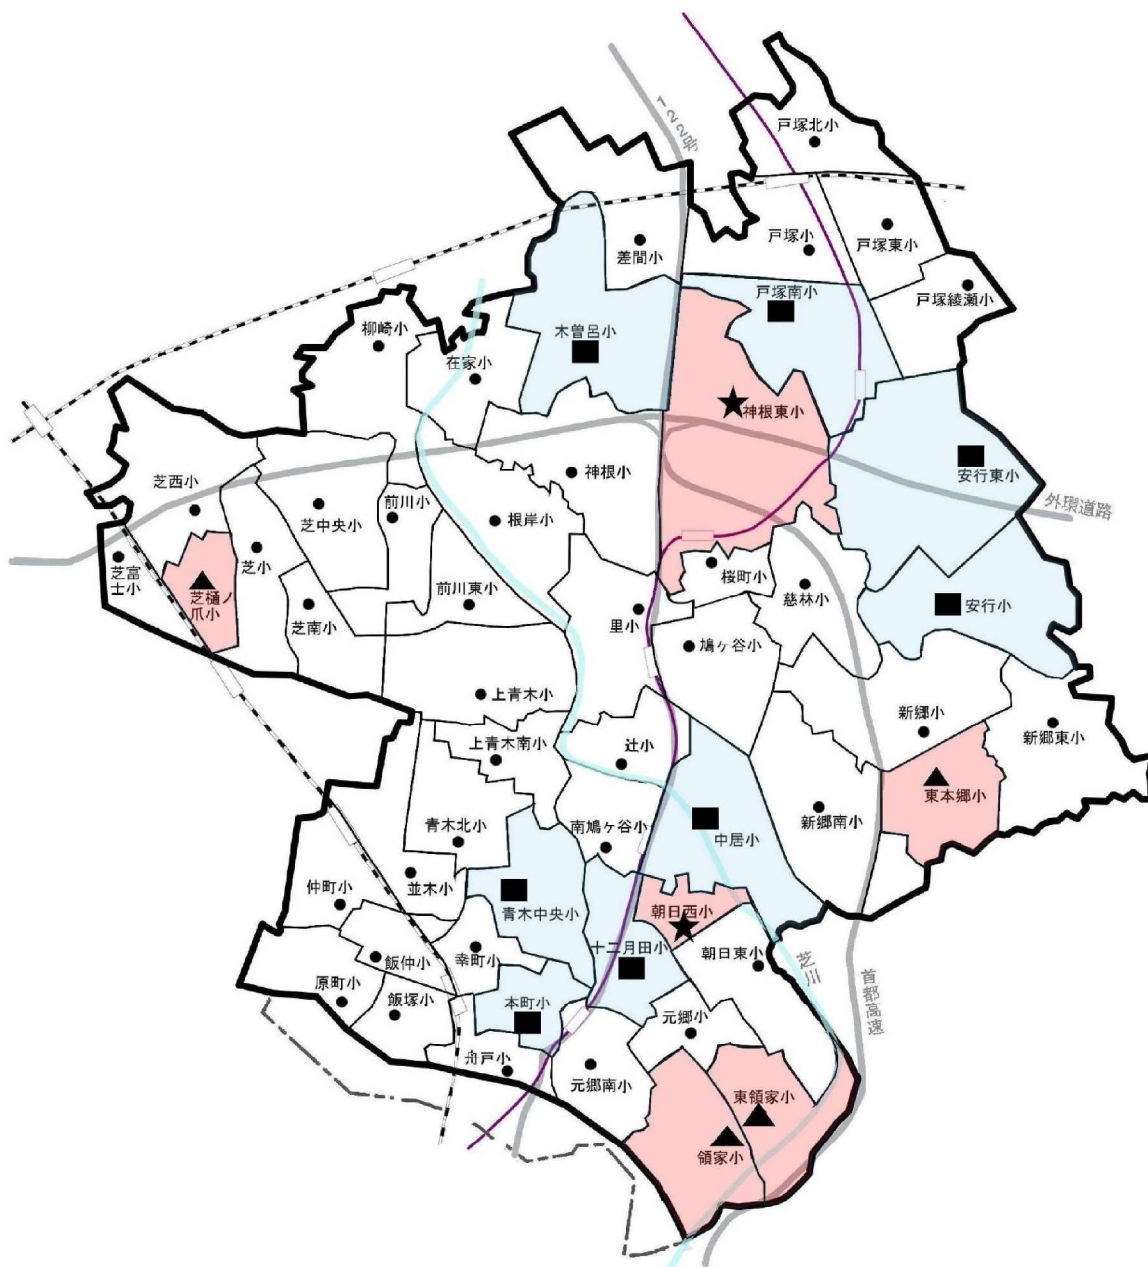 122号
戸塚北小
戸塚小
戸塚東小
差間小
戸塚綾瀬小
戸塚南小
柳崎小
木曽呂小
在家小
神根東小
安行東小
芝西小
神根小
外環道路
芝中央小
前川小
根岸小
芝富
士小
芝小
芝樋ノ
爪小
芝南小
前川東小
桜町小
慈林小
安行小
里小
鳩ヶ谷小
上青木小
新郷小
新郷東小
上青木南小
辻小
東本郷小
青木北小
南鳩ヶ谷小
中居小
新郷南小
並木小
仲町小
青木中央小
朝日西小
十二月田小
朝日東小
飯仲小
幸町小
芝川
首都高速
原町小
飯塚小
本町小
元郷小
舟戸小
元郷南小
東領家小
領家小